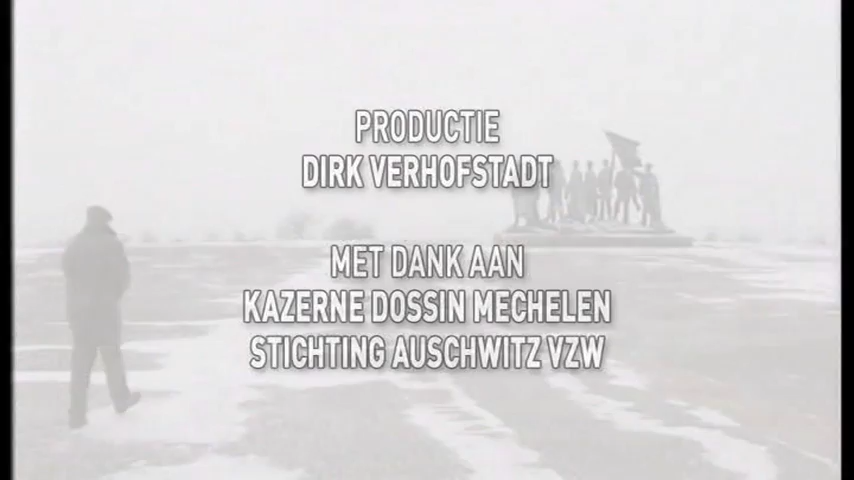 PRODUCTIE
DIRK VERHOFSTADT
MET DANK AAN
KAZERNE DOSSIN MECHELEN
STICHTING AUSCHWITZ VZW